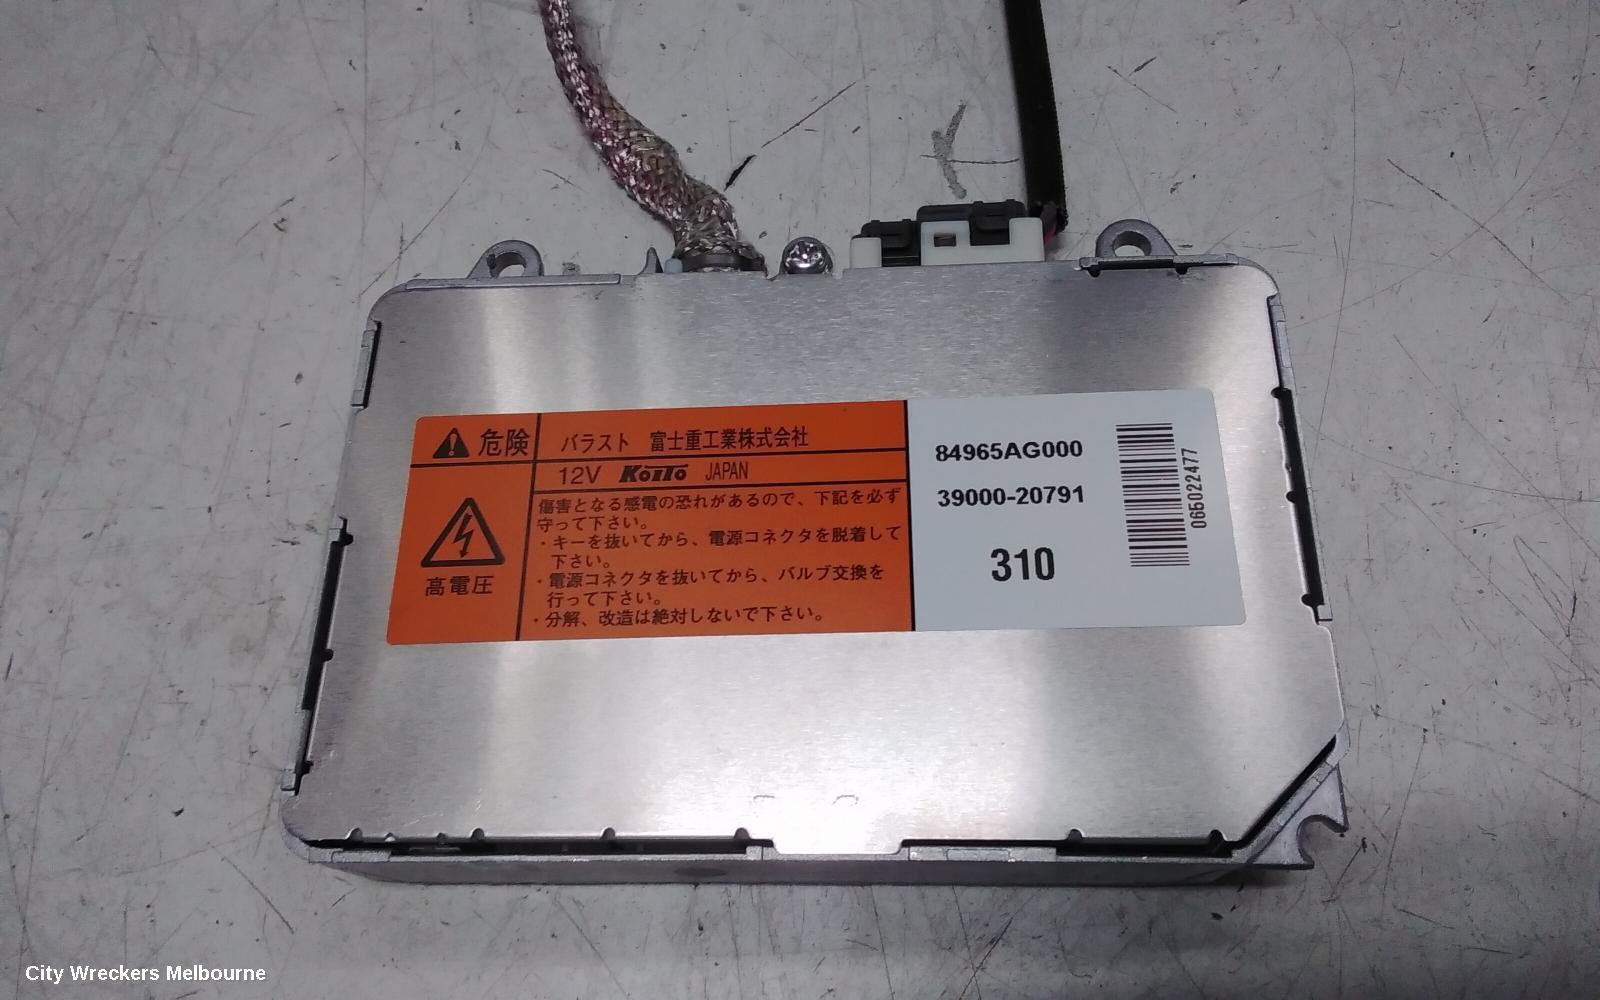 危険
バラスト 富士重工業株式会社
12V KOITO JAPAN
高電圧
傷害となる感電の恐れがあるので、下記を必ず
守って下さい。
・キーを抜いてから、電源コネクタを脱着して
下さい。
・電源コネクタを抜いてから、バルブ交換を
行って下さい。
・分解、改造は絶対しないで下さい。
84965AG000
39000-20791
310
065022477
City Wreckers Melbourne